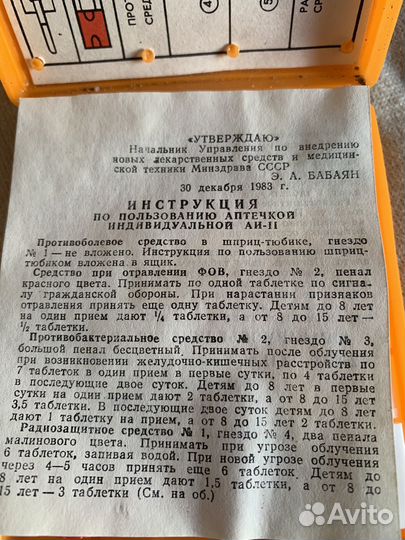 ПРО
СРЕД
④
⑤
РА
СР
«УТВЕРЖДАЮ»
Начальник Управления по внедрению
новых лекарственных средств и медицин-
ской техники Минздрава СССР
Э. А. БАБАЯН
30 декабря 1983 г.
ИНСТРУКЦИЯ
ПО ПОЛЬЗОВАНИЮ АПТЕЧКОЙ
ИНДИВИДУАЛЬНОЙ АИ-II
Противоболевое средство в шприц-тюбике, гнездо
№ 1 — не вложено. Инструкция по пользованию шприц-
тюбиком вложена в ящик.
Средство при отравлении ФОВ, гнездо № 2, пенал
красного цвета. Принимать по одной таблетке по сигна-
лу гражданской обороны. При нарастании признаков
отравления принять еще одну таблетку. Детям до 8 лет
на один прием дают ¼ таблетки, а от 8 до 15 лет —
½ таблетки.
Противобактериальное средство № 2, гнездо № 3,
большой пенал бесцветный. Принимать после облучения
при возникновении желудочно-кишечных расстройств по
7 таблеток в один прием в первые сутки, по 4 таблетки
в последующие двое суток. Детям до 8 лет в первые
сутки на один прием дают 2 таблетки, а от 8 до 15 лет
3,5 таблетки. В последующие двое суток детям до 8 лет
дают 1 таблетку на прием, а от 8 до 15 лет 2 таблетки.
Радиозащитное средство № 1, гнездо № 4, два пенала
малинового цвета. Принимать при угрозе облучения
6 таблеток, запивая водой. При новой угрозе облучения
через 4—5 часов принять еще 6 таблеток. Детям до
8 лет на один прием дают 1,5 таблетки, а от 8 до
15 лет — 3 таблетки (См. на об.)
Avito